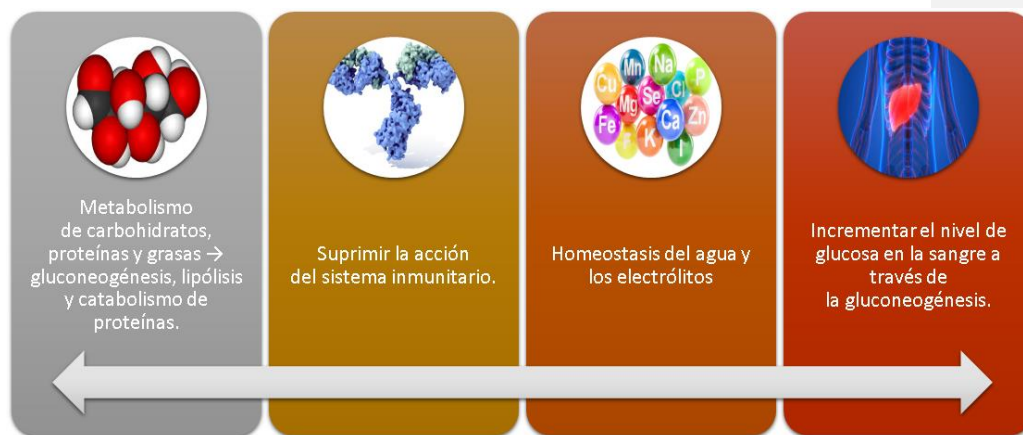 Metabolismo
de carbohidratos,
proteínas y grasas →
gluconeogénesis, lipólisis
y catabolismo de
proteínas.
Suprimir la acción
del sistema inmunitario.
Cu
Mn
Na
P
Mg
Se
Cl
Fe
K
Ca
Zn
F
I
Homeostasis del agua y
los electrólitos
Incrementar el nivel de
glucosa en la sangre a
través de
la gluconeogénesis.